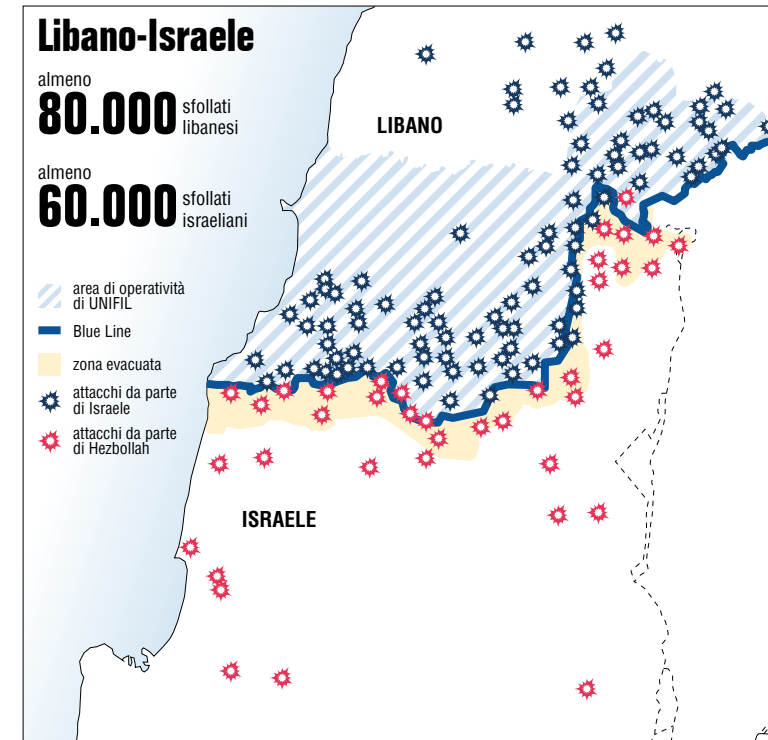 Libano-Israele
almeno
80.000 sfollati
libanesi
almeno
60.000 sfollati
israeliani
area di operatività
di UNIFIL
Blue Line
zona evacuata
attacchi da parte
di Israele
attacchi da parte
di Hezbollah
LIBANO
ISRAELE